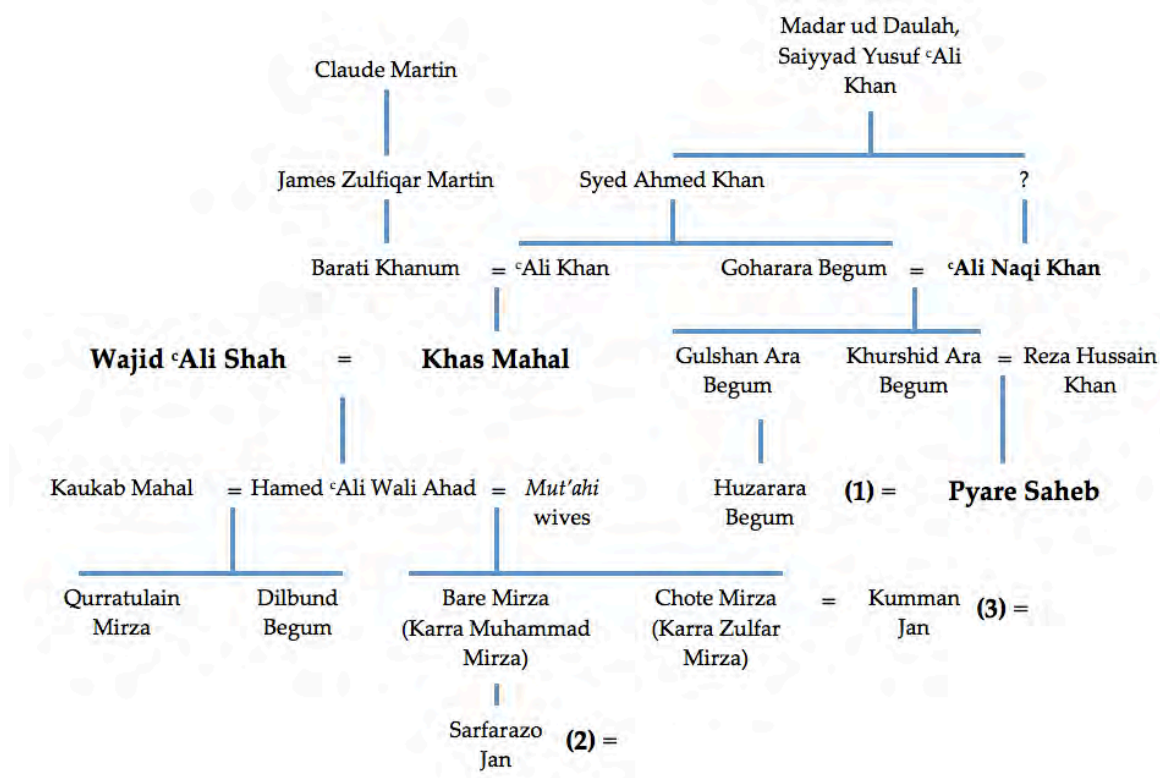 Madar ud Daulah,
Saiyyad Yusuf ᶜAli
Khan
Claude Martin
James Zulfiqar Martin
Syed Ahmed Khan
?
Barati Khanum = ᶜAli Khan
Goharara Begum = ᶜAli Naqi Khan
Wajid ᶜAli Shah = Khas Mahal
Gulshan Ara
Begum
Khurshid Ara
Begum
= Reza Hussain
Khan
Kaukab Mahal = Hamed ᶜAli Wali Ahad = Mut'ahi
wives
Huzarara
Begum
(1) = Pyare Saheb
Qurratulain
Mirza
Dilbund
Begum
Bare Mirza
(Karra Muhammad
Mirza)
Chote Mirza
(Karra Zulfar
Mirza)
= Kumman
Jan
(3) =
Sarfarazo
Jan
(2) =